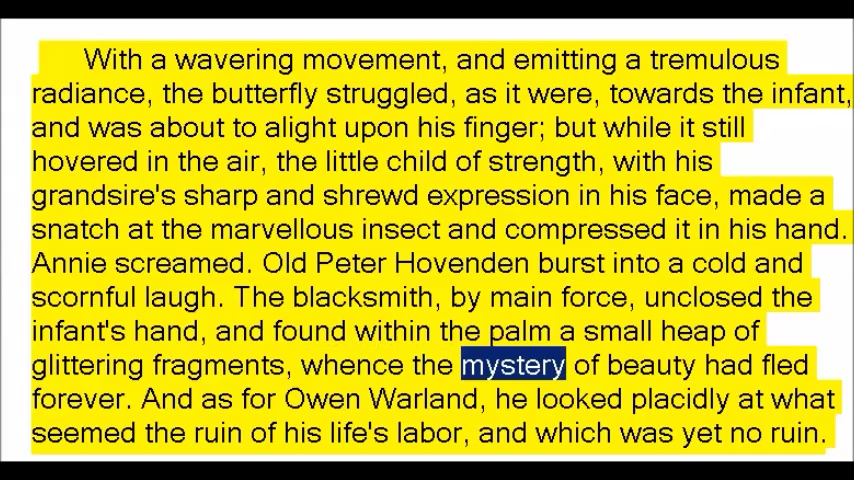 With a wavering movement, and emitting a tremulous
radiance, the butterfly struggled, as it were, towards the infant,
and was about to alight upon his finger; but while it still
hovered in the air, the little child of strength, with his
grandsire's sharp and shrewd expression in his face, made a
snatch at the marvellous insect and compressed it in his hand.
Annie screamed. Old Peter Hovenden burst into a cold and
scornful laugh. The blacksmith, by main force, unclosed the
infant's hand, and found within the palm a small heap of
glittering fragments, whence the mystery of beauty had fled
forever. And as for Owen Warland, he looked placidly at what
seemed the ruin of his life's labor, and which was yet no ruin.